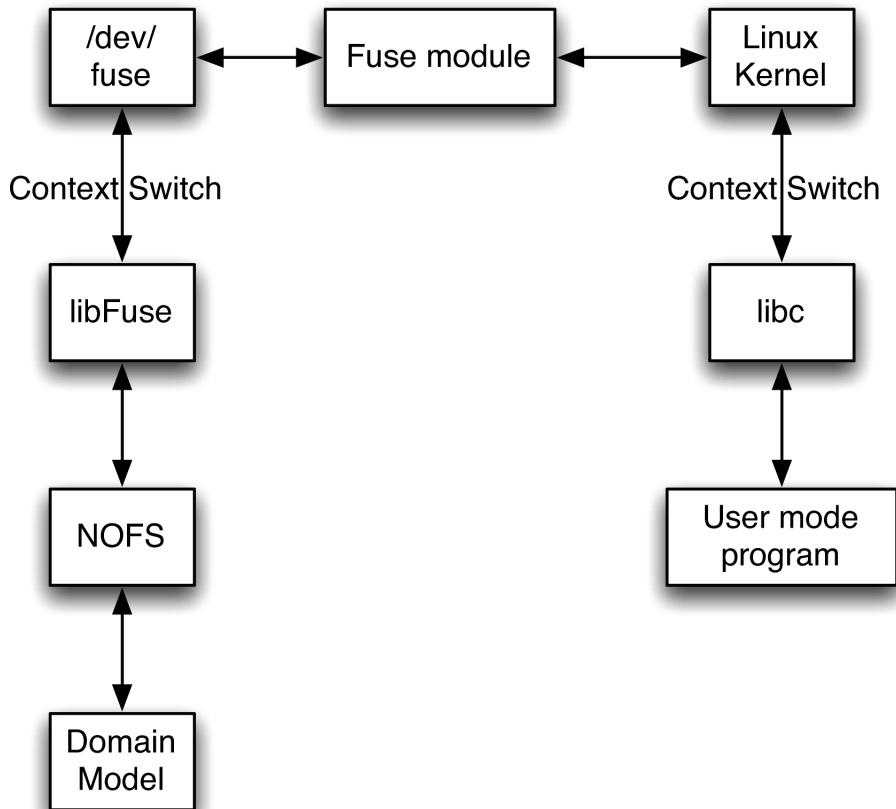 /dev/
fuse
Fuse module
Linux
Kernel
Context Switch
Context Switch
libFuse
libc
NOFS
User mode
program
Domain
Model